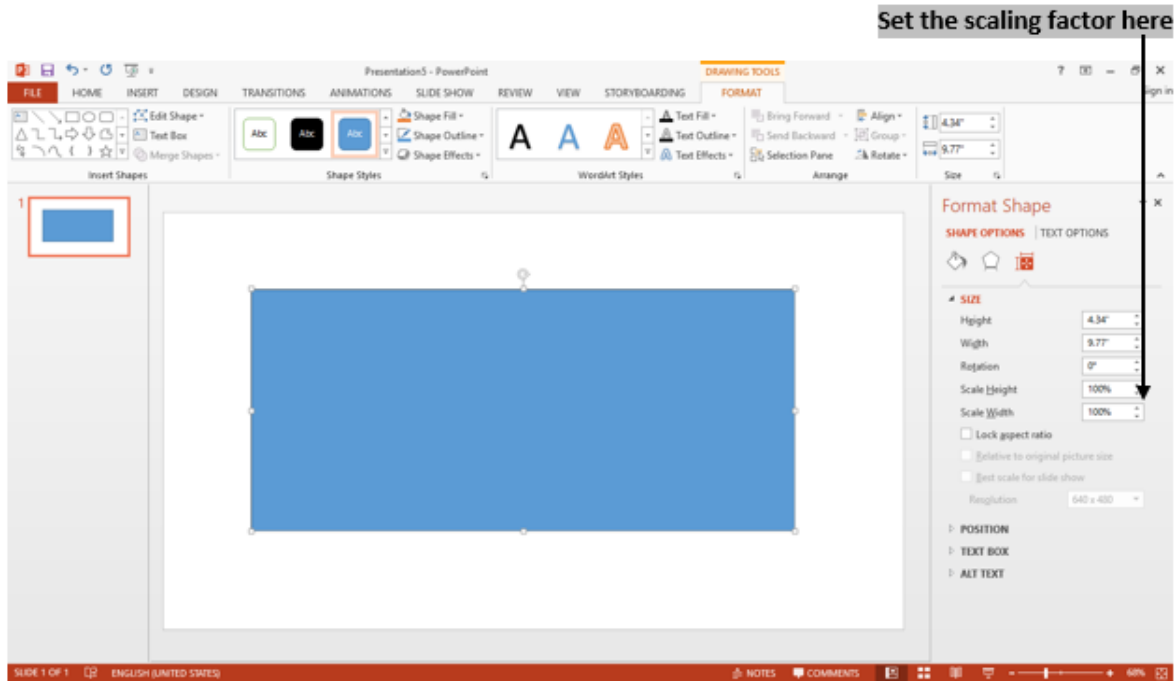 Set the scaling factor here
Presentation5 - PowerPoint
DRAWING TOOLS
? 
FILE HOME INSERT DESIGN TRANSITIONS ANIMATIONS SLIDE SHOW REVIEW VIEW STORYBOARDING FORMAT ign in
Edit Shape
Text Box
Merge Shapes
Insert Shapes
Abc Abc Abc
Shape Fill
Shape Outline
Shape Effects
Shape Styles
A A A
Text Fill
Text Outline
Text Effects
WordArt Styles
Bring Forward
Send Backward
Selection Pane
Align
Group
Rotate
Arrange
4.34"
9.77"
Size
1
Format Shape
SHAPE OPTIONS TEXT OPTIONS
SIZE
Height 4.34"
Width 9.77"
Rotation 0°
Scale Height 100%
Scale Width 100%
Lock aspect ratio
Relative to original picture size
Best scale for slide show
Resolution 640 x 480
POSITION
TEXT BOX
ALT TEXT
SLIDE 1 OF 1 ENGLISH (UNITED STATES) NOTES COMMENTS 68%